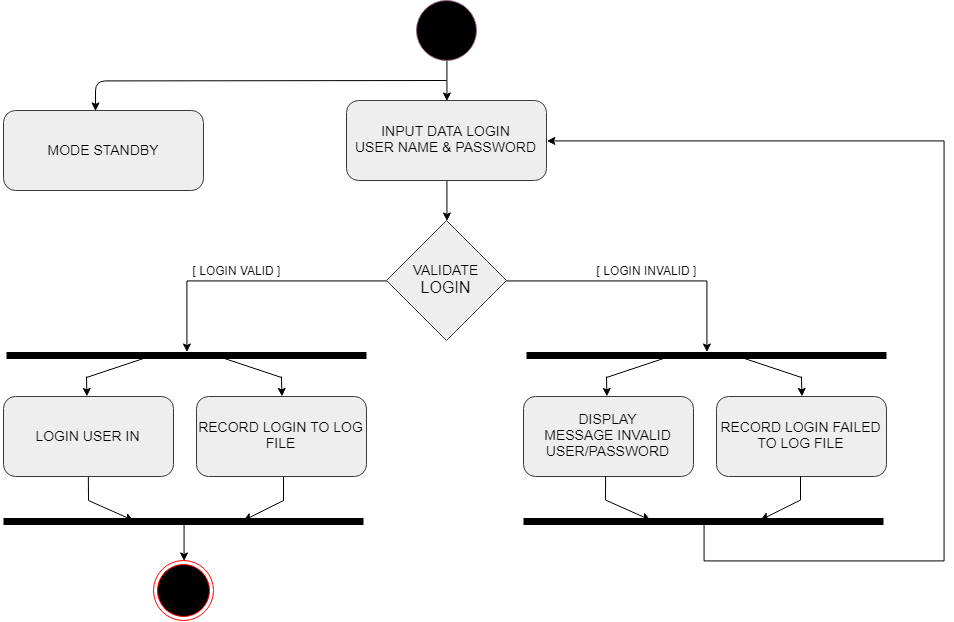 INPUT DATA LOGIN
USER NAME & PASSWORD
MODE STANDBY
VALIDATE
LOGIN
[ LOGIN VALID ]
[ LOGIN INVALID ]
LOGIN USER IN
RECORD LOGIN TO LOG
FILE
DISPLAY
MESSAGE INVALID
USER/PASSWORD
RECORD LOGIN FAILED
TO LOG FILE